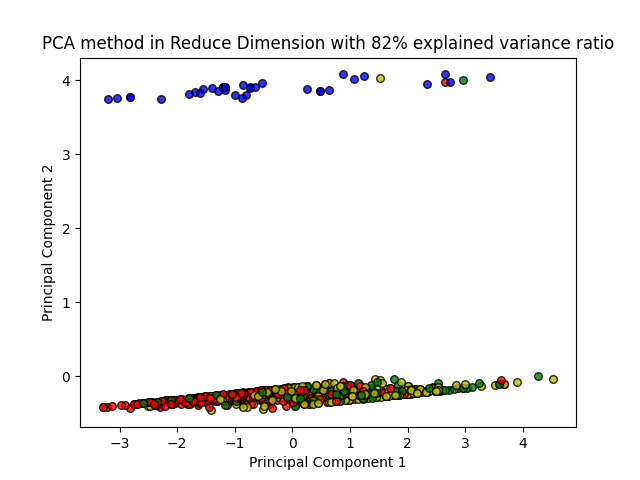 PCA method in Reduce Dimension with 82% explained variance ratio
4
3
2
1
0
Principal Component 2
−3 −2 −1 0 1 2 3 4
Principal Component 1